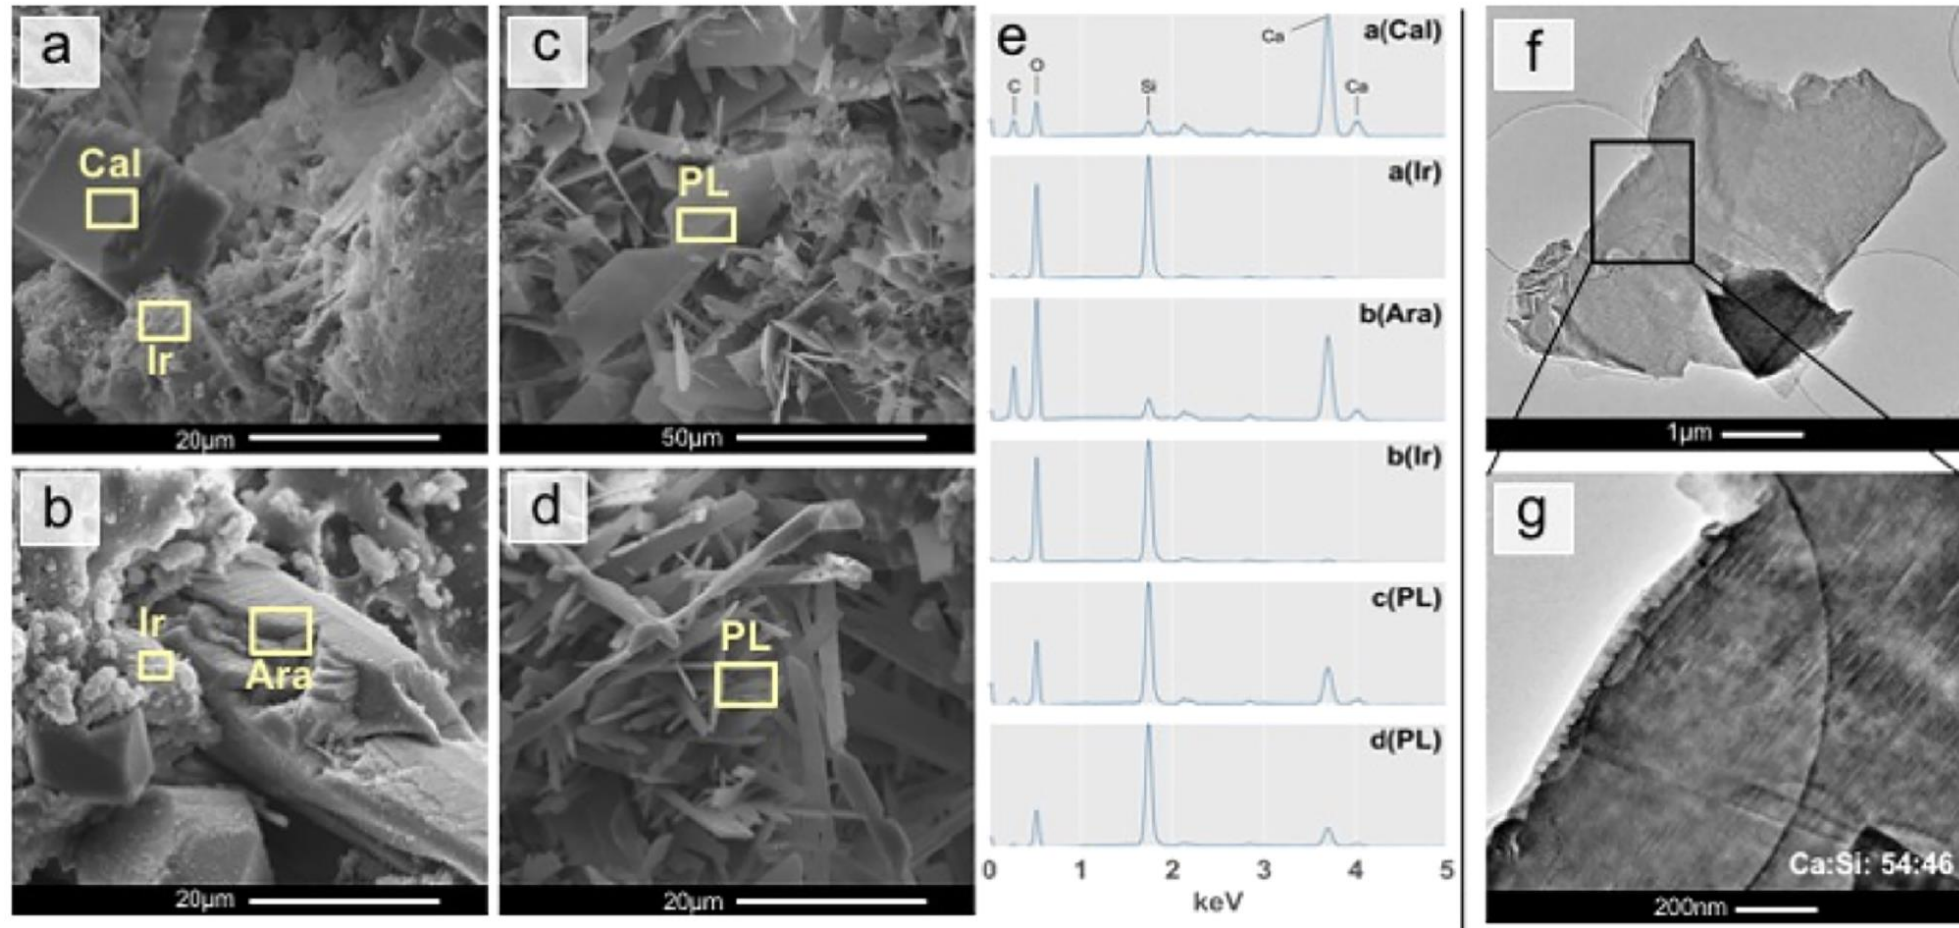 a
Cal
Ir
20µm
b
Ir
Ara
20µm
c
PL
50µm
d
PL
20µm
e
a(Cal)
C
O
Si
Ca
Ca
a(Ir)
b(Ara)
b(Ir)
c(PL)
d(PL)
0 1 2 3 4 5
keV
f
1µm
g
Ca:Si: 54:46
200nm